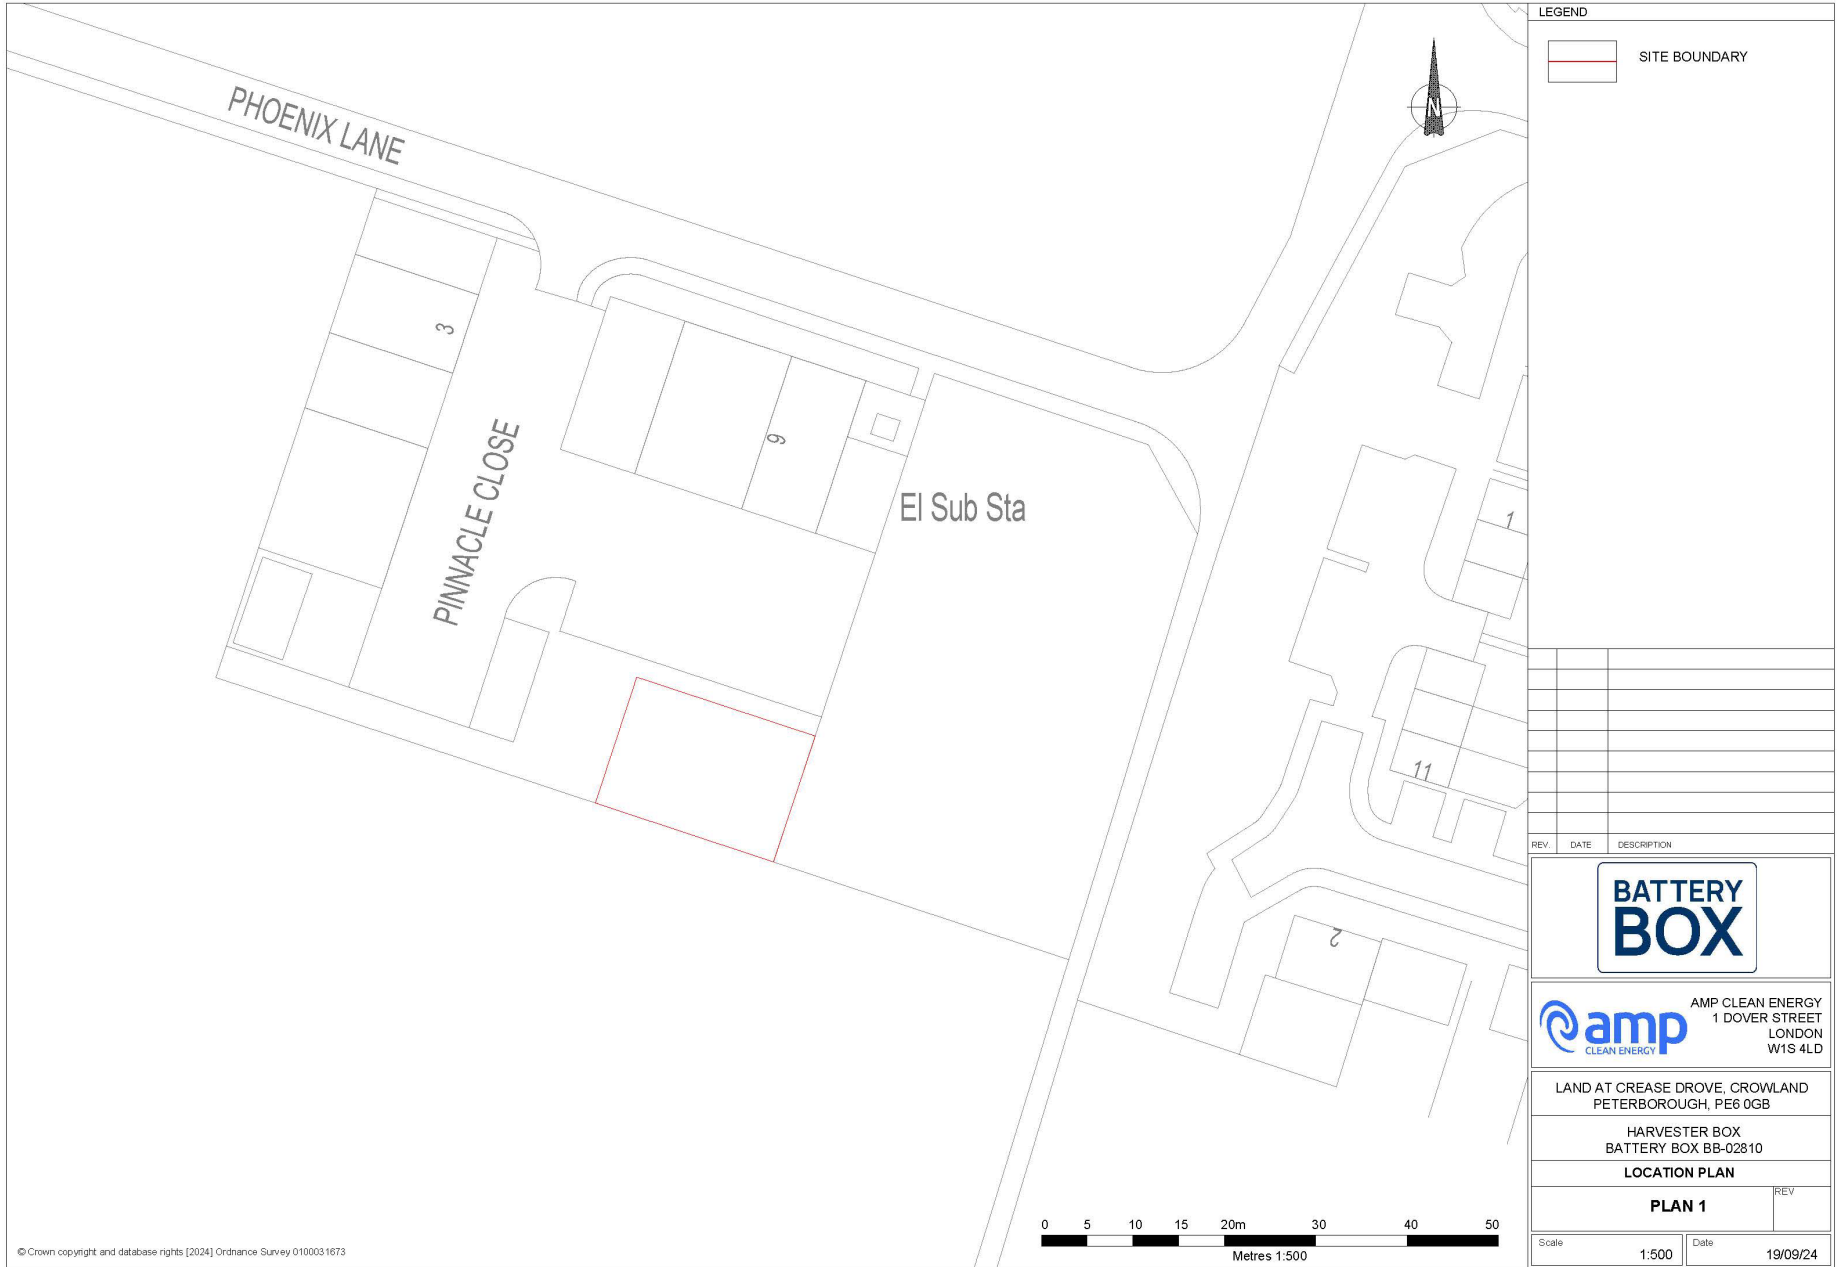 LEGEND
SITE BOUNDARY
N
PHOENIX LANE
3
PINNACLE CLOSE
9
El Sub Sta
1
11
2
REV. DATE DESCRIPTION
BATTERY
BOX
amp
CLEAN ENERGY
AMP CLEAN ENERGY
1 DOVER STREET
LONDON
W1S 4LD
LAND AT CREASE DROVE, CROWLAND
PETERBOROUGH, PE6 0GB
HARVESTER BOX
BATTERY BOX BB-02810
LOCATION PLAN
PLAN 1
REV
Scale
1:500
Date
19/09/24
0 5 10 15 20m 30 40 50
Metres 1:500
© Crown copyright and database rights [2024] Ordnance Survey 0100031673